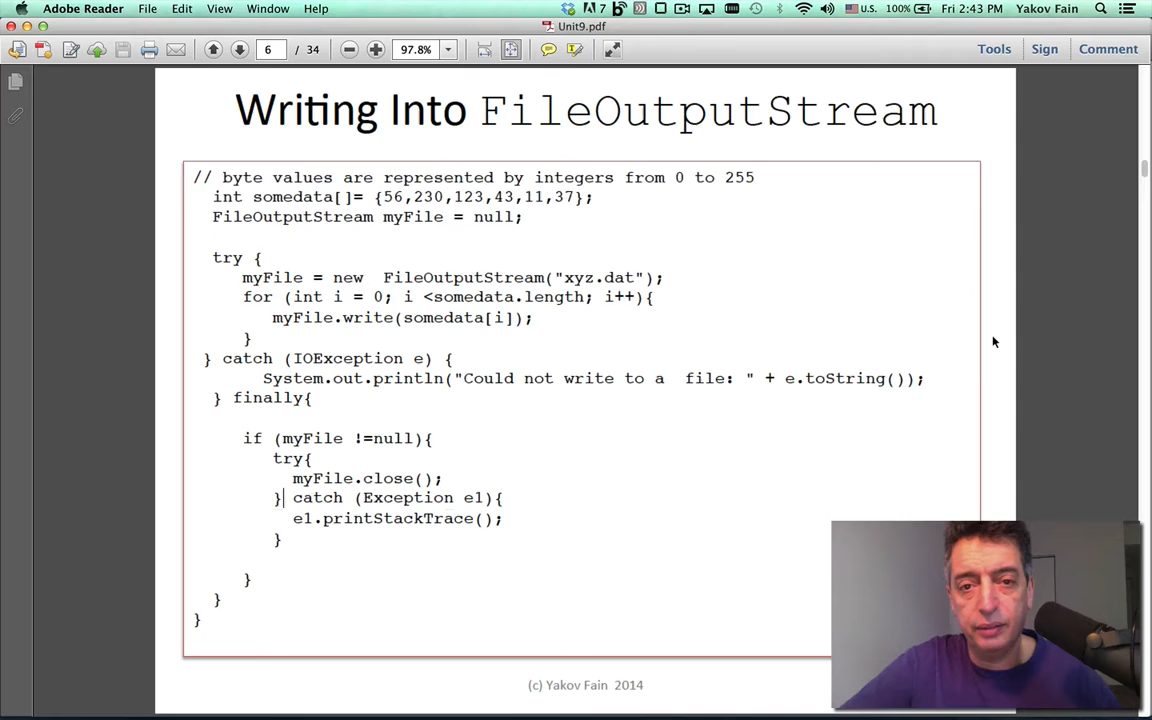 Adobe Reader File Edit View Window Help 7 U.S. 100% Fri 2:43 PM Yakov Fain
Unit9.pdf
6 / 34 97.8% Tools Sign Comment
Writing Into FileOutputStream
// byte values are represented by integers from 0 to 255
int somedata[]= {56,230,123,43,11,37};
FileOutputStream myFile = null;
try {
myFile = new  FileOutputStream("xyz.dat");
for (int i = 0; i <somedata.length; i++){
myFile.write(somedata[i]);
}
} catch (IOException e) {
System.out.println("Could not write to a  file: " + e.toString());
} finally{
if (myFile !=null){
try{
myFile.close();
} catch (Exception e1){
e1.printStackTrace();
}
}
}
}
(c) Yakov Fain 2014